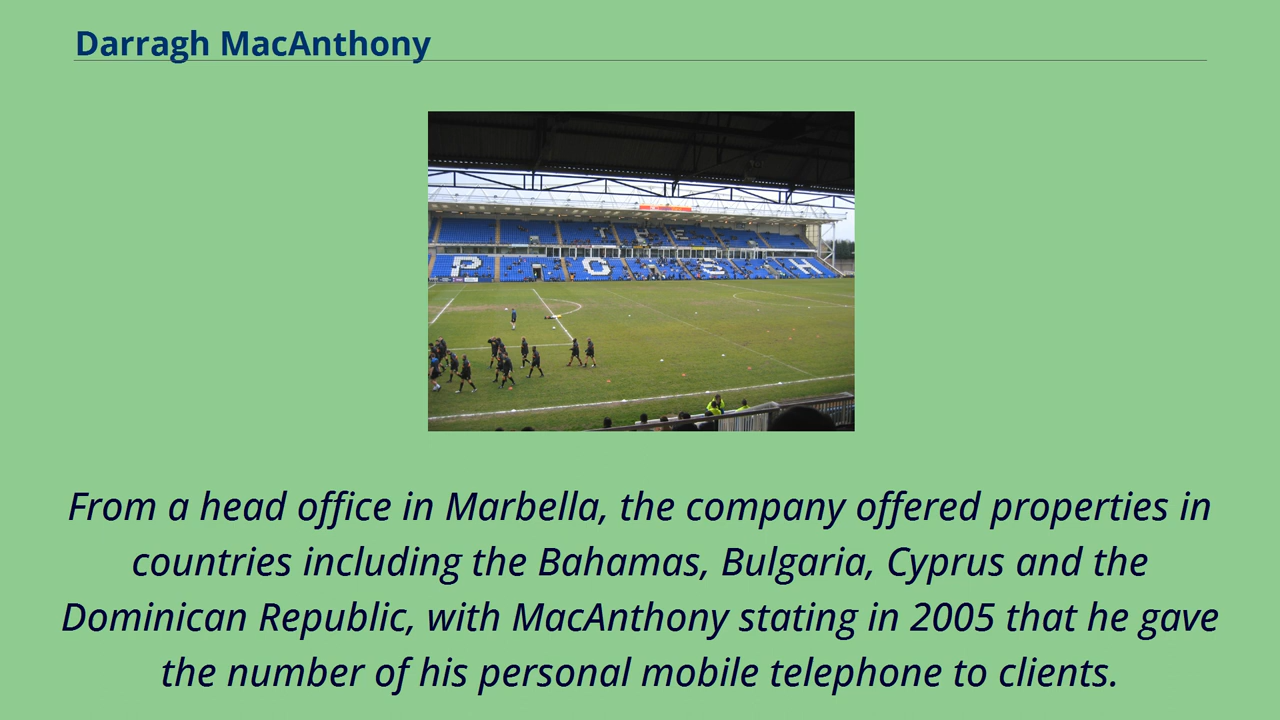 Darragh MacAnthony
THE
POSH
From a head office in Marbella, the company offered properties in
countries including the Bahamas, Bulgaria, Cyprus and the
Dominican Republic, with MacAnthony stating in 2005 that he gave
the number of his personal mobile telephone to clients.